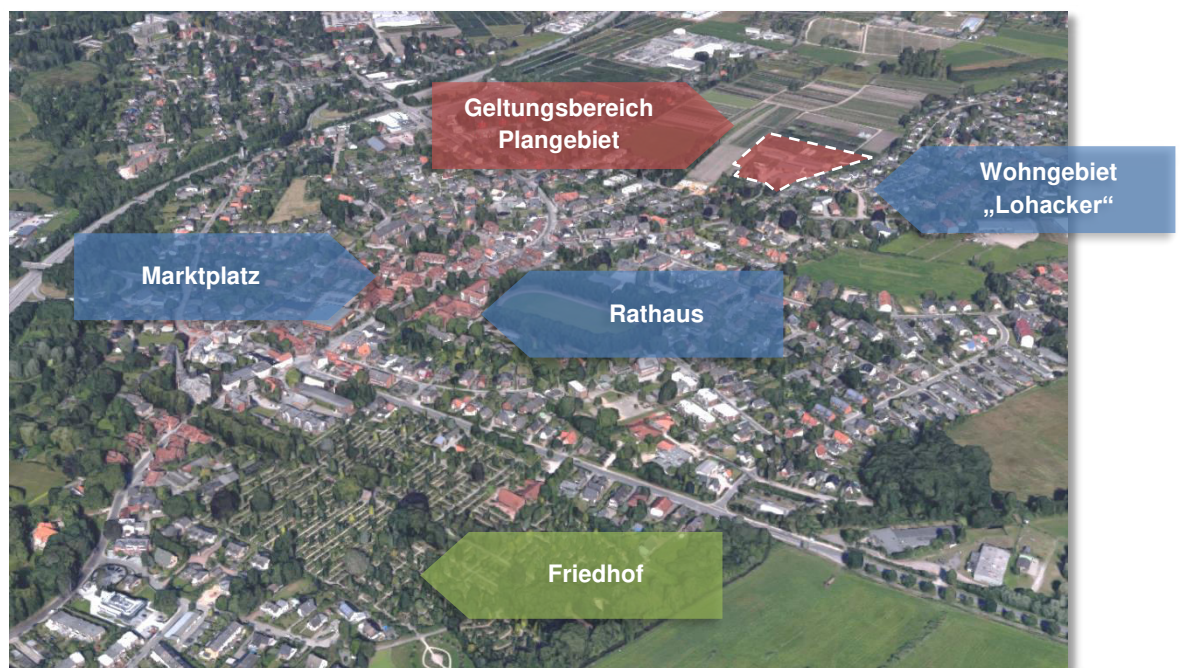 Geltungsbereich
Plangebiet
Wohngebiet
„Lohacker“
Marktplatz
Rathaus
Friedhof